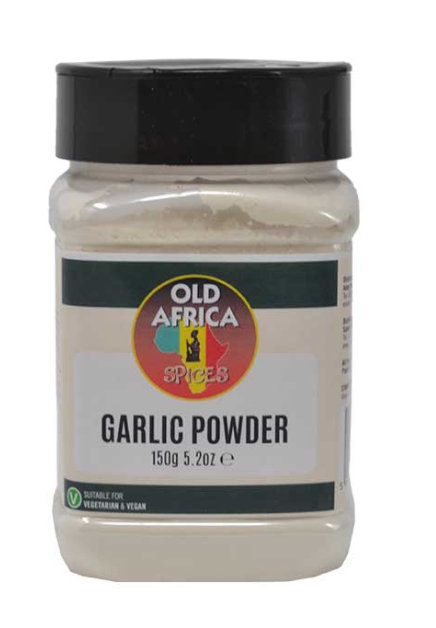 OLD
AFRICA
SPICES
GARLIC POWDER
150g 5.2oz ℮
V SUITABLE FOR
VEGETARIAN & VEGAN